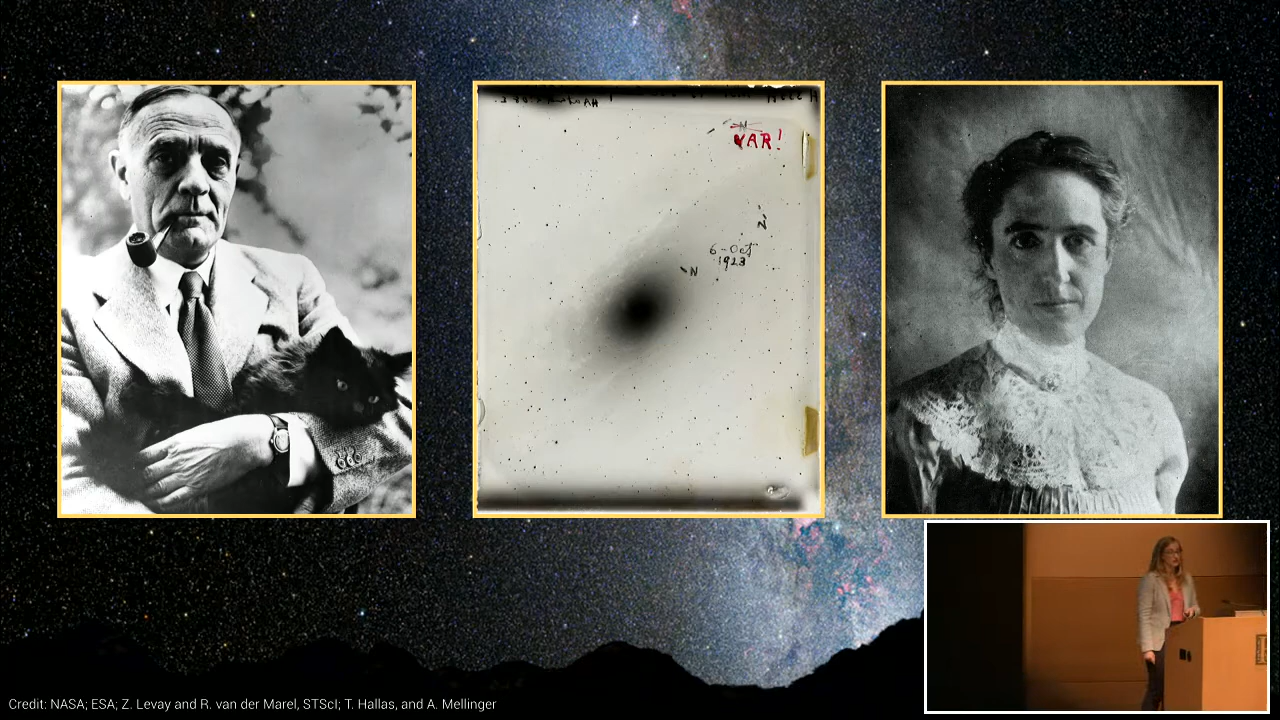 VAR!
N
6-Oct
1923
N
N
Credit: NASA; ESA; Z. Levay and R. van der Marel, STScI; T. Hallas, and A. Mellinger